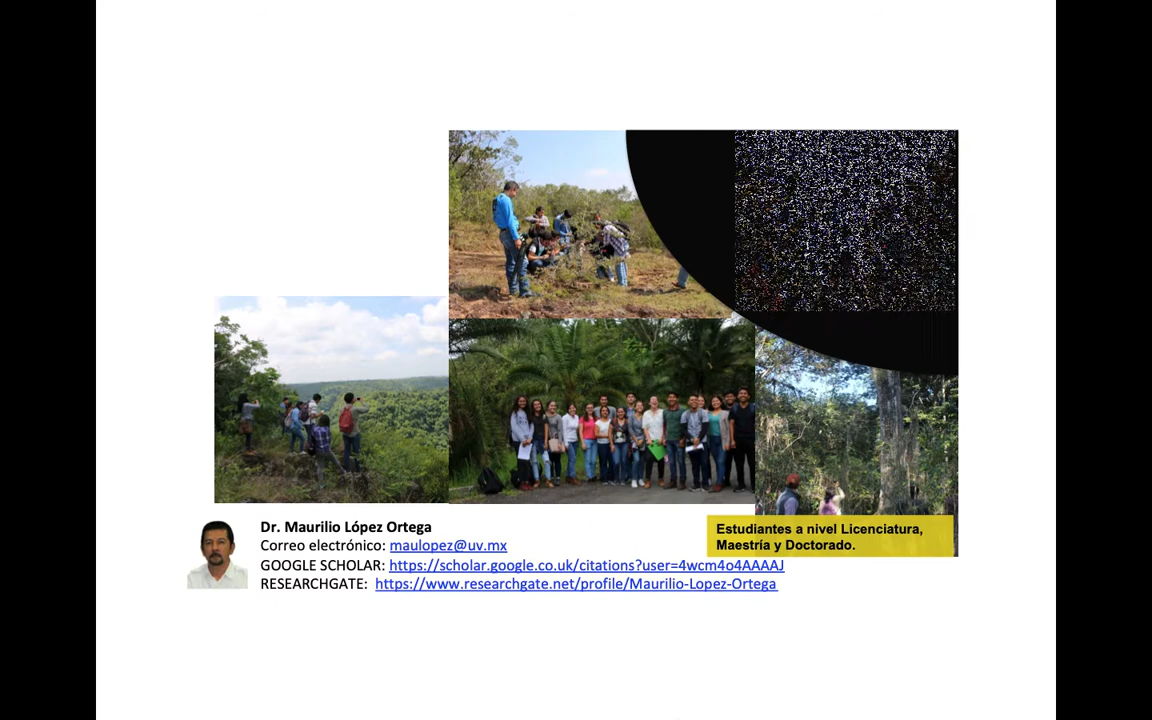 Dr. Maurilio López Ortega
Correo electrónico: maulopez@uv.mx
GOOGLE SCHOLAR: https://scholar.google.co.uk/citations?user=4wcm4o4AAAAJ
RESEARCHGATE: https://www.researchgate.net/profile/Maurilio-Lopez-Ortega
Estudiantes a nivel Licenciatura,
Maestría y Doctorado.